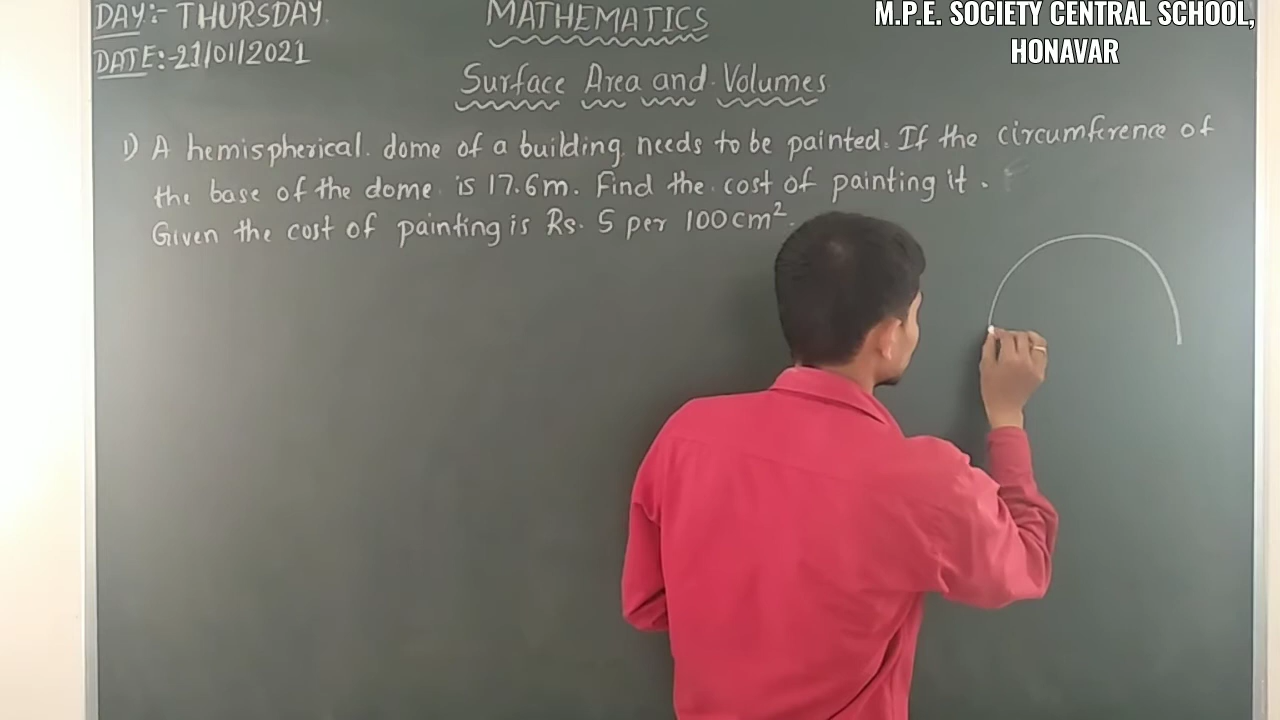 DAY:- THURSDAY.
DATE:-21/01/2021
MATHEMATICS
M.P.E. SOCIETY CENTRAL SCHOOL,
HONAVAR
Surface Area and Volumes
1) A hemispherical dome of a building needs to be painted. If the circumference of
the base of the dome is 17.6m. Find the cost of painting it.
Given the cost of painting is Rs. 5 per 100cm².